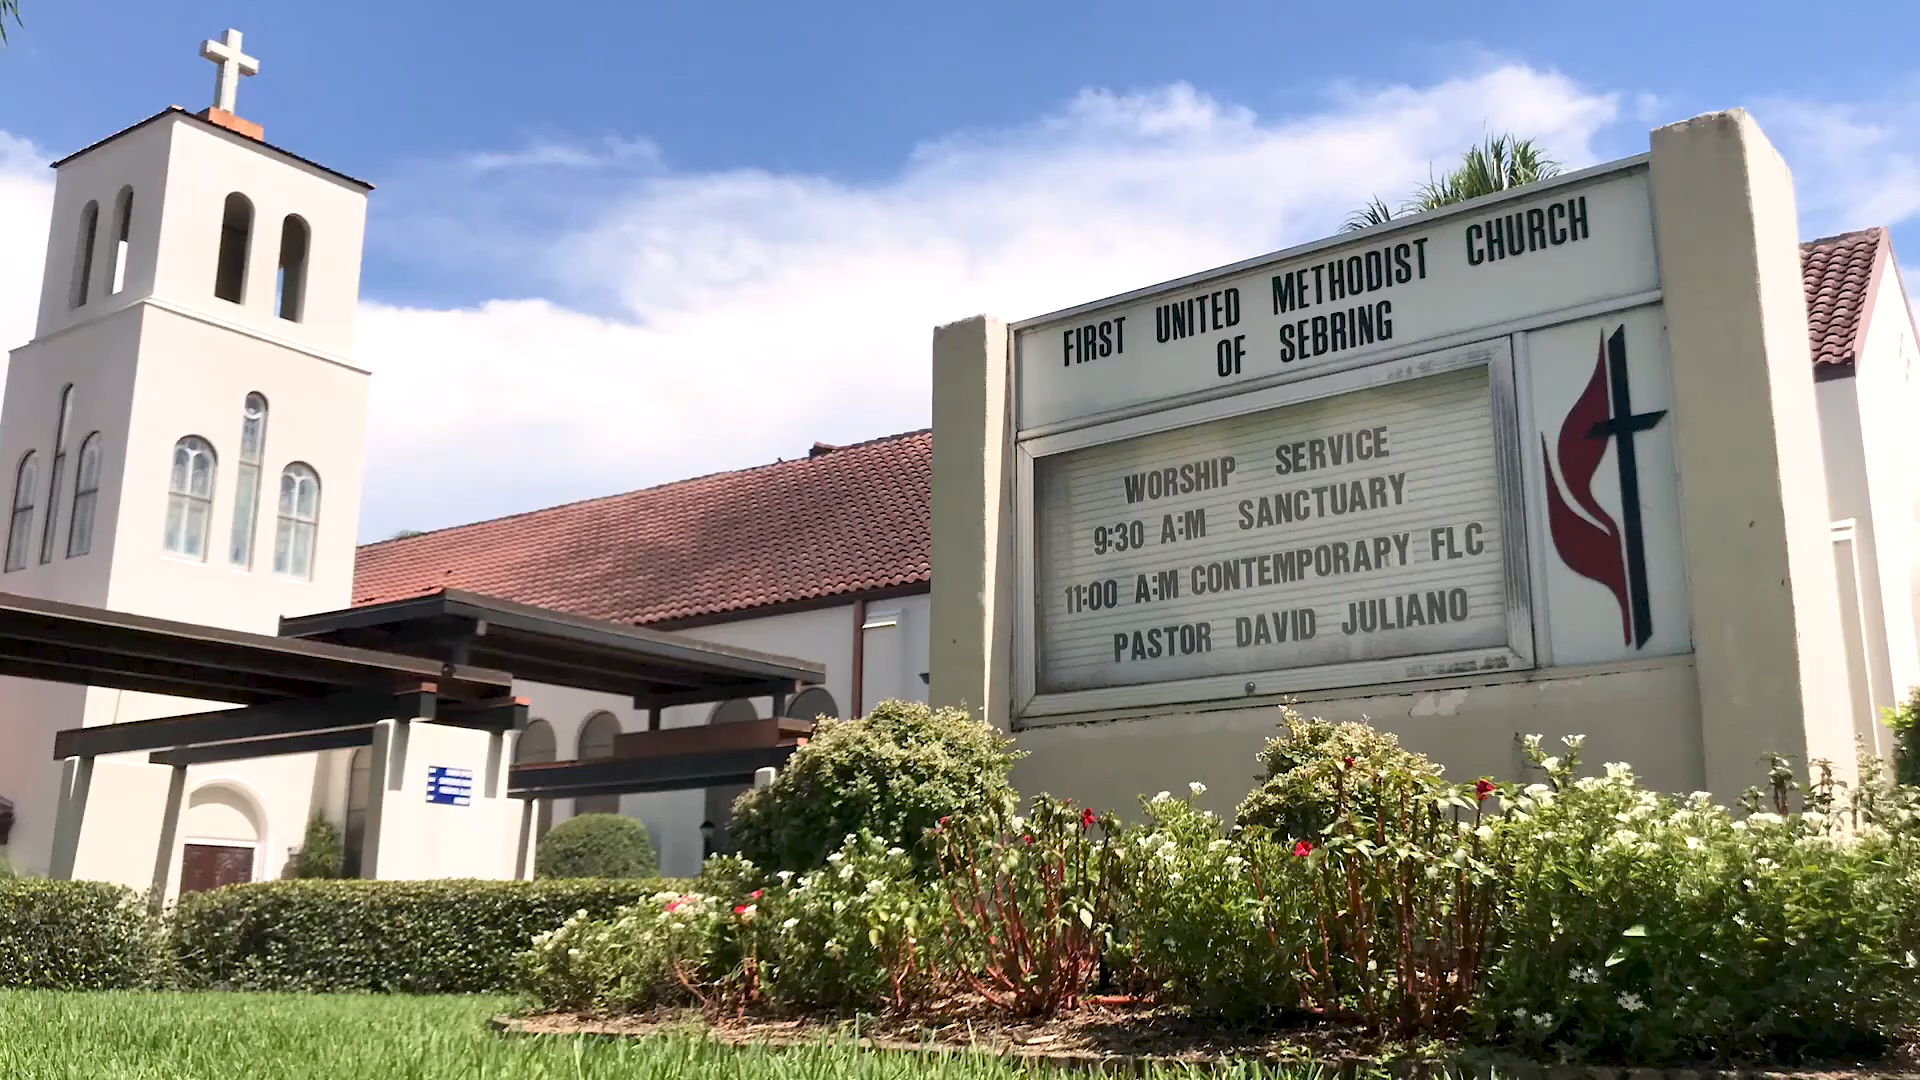 FIRST UNITED METHODIST CHURCH
OF SEBRING
WORSHIP SERVICE
9:30 A:M SANCTUARY
11:00 A:M CONTEMPORARY FLC
PASTOR DAVID JULIANO